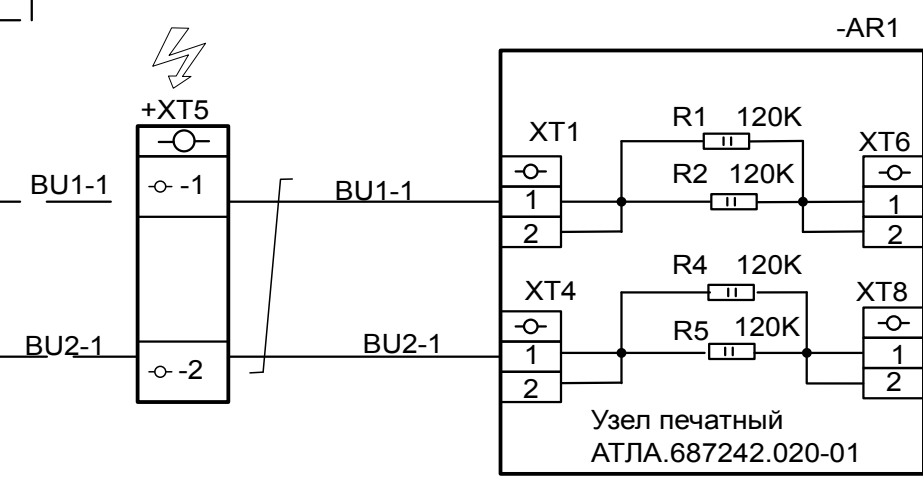 -AR1
+XT5
BU1-1
-1
BU1-1
BU2-1
-2
BU2-1
XT1
1
2
R1 120K
R2 120K
XT6
1
2
XT4
1
2
R4 120K
R5 120K
XT8
1
2
Узел печатный
АТЛА.687242.020-01